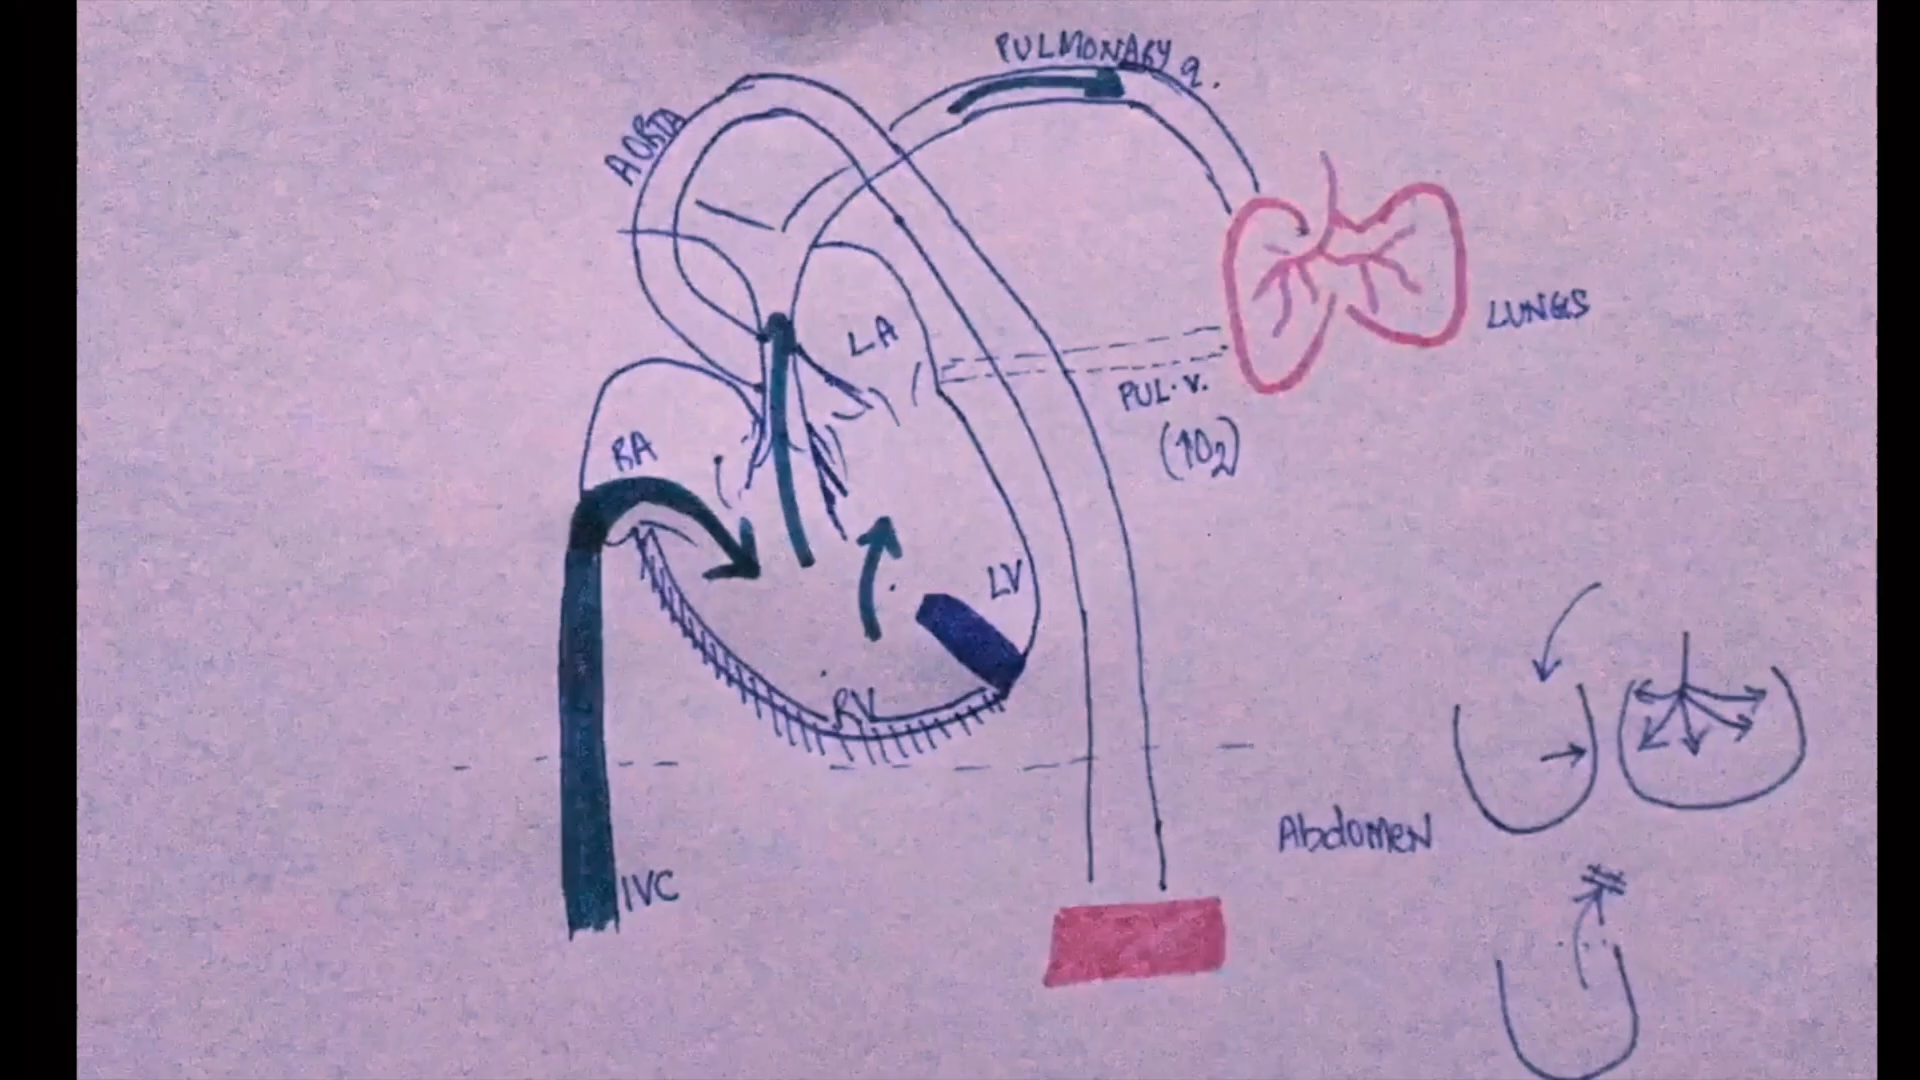 PULMONARY a.
AORTA
LA
LUNGS
PUL. V.
(↑O2)
RA
LV
RV
Abdomen
IVC